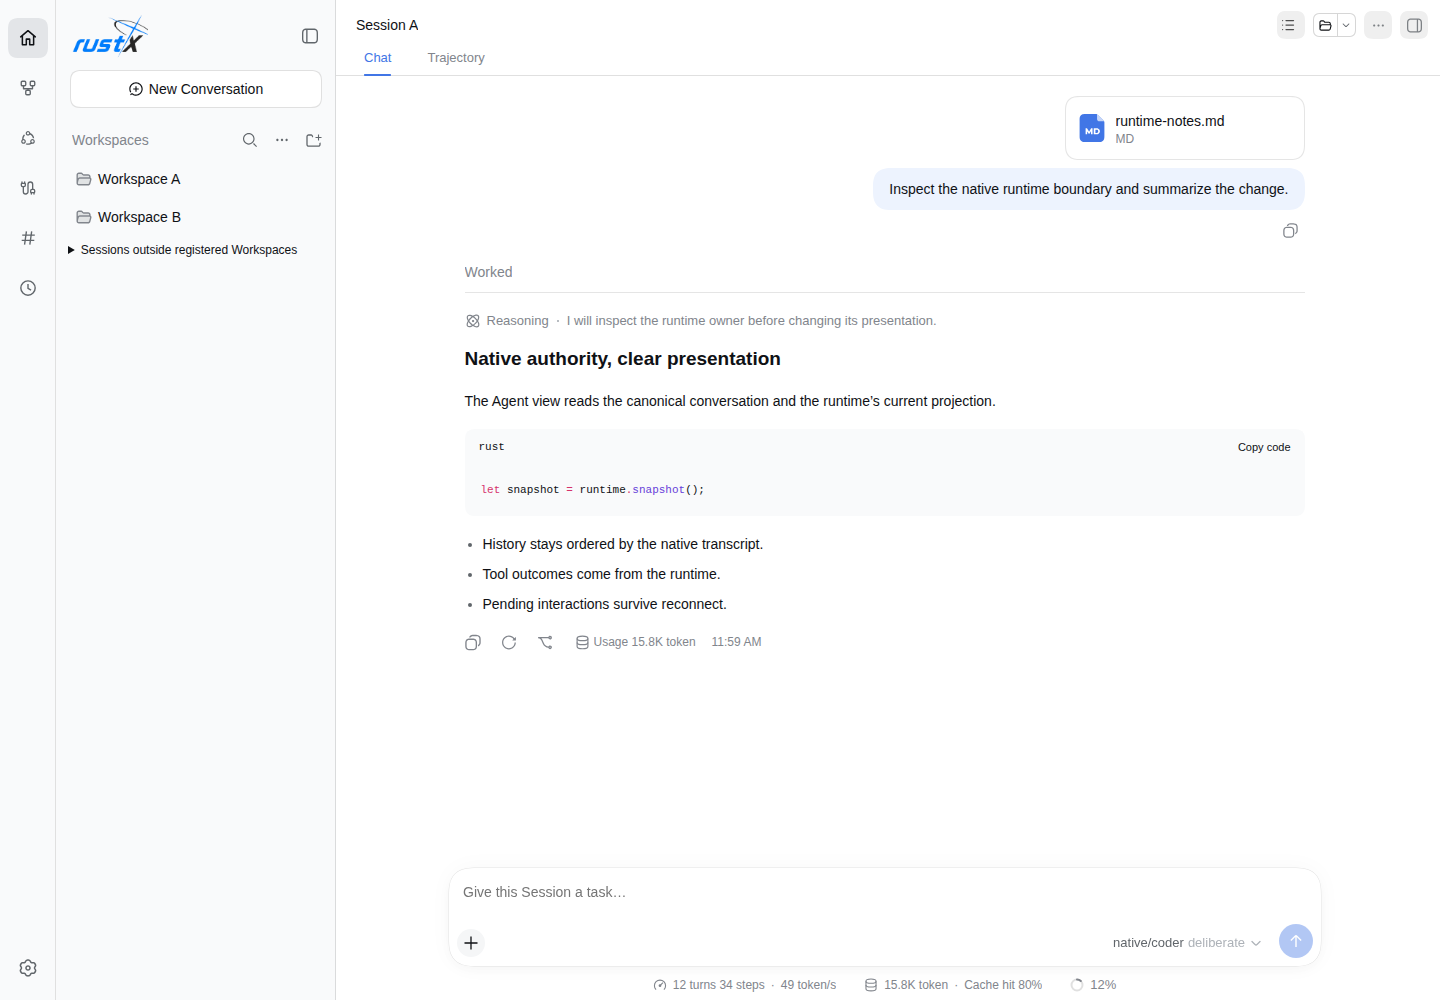 Session A
Chat
Trajectory
rustX
New Conversation
Workspaces
Workspace A
Workspace B
Sessions outside registered Workspaces
MD
runtime-notes.md
MD
Inspect the native runtime boundary and summarize the change.
Worked
Reasoning · I will inspect the runtime owner before changing its presentation.
Native authority, clear presentation
The Agent view reads the canonical conversation and the runtime’s current projection.
rust
Copy code
let snapshot = runtime.snapshot();
• History stays ordered by the native transcript.
• Tool outcomes come from the runtime.
• Pending interactions survive reconnect.
Usage 15.8K token 11:59 AM
Give this Session a task…
native/coder deliberate
12 turns 34 steps · 49 token/s 15.8K token · Cache hit 80% 12%